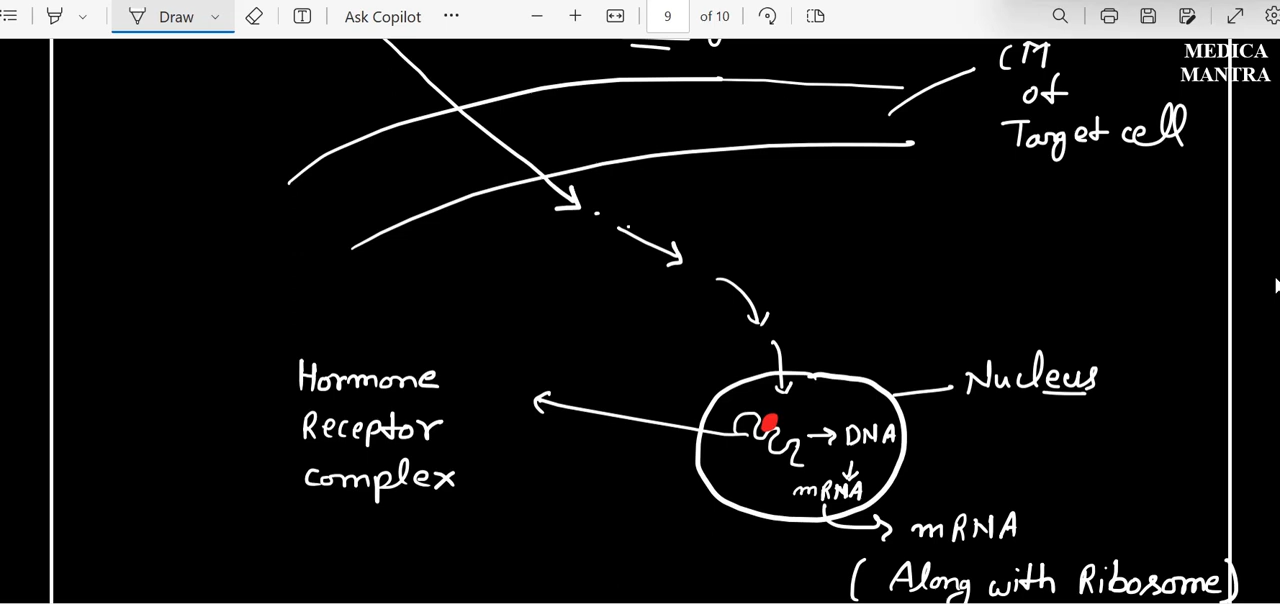 Draw
Ask Copilot
9 of 10
MEDICA
MANTRA
CM
of
Target cell
Hormone
Receptor
complex
Nucleus
DNA
mRNA
mRNA
( Along with Ribosome)